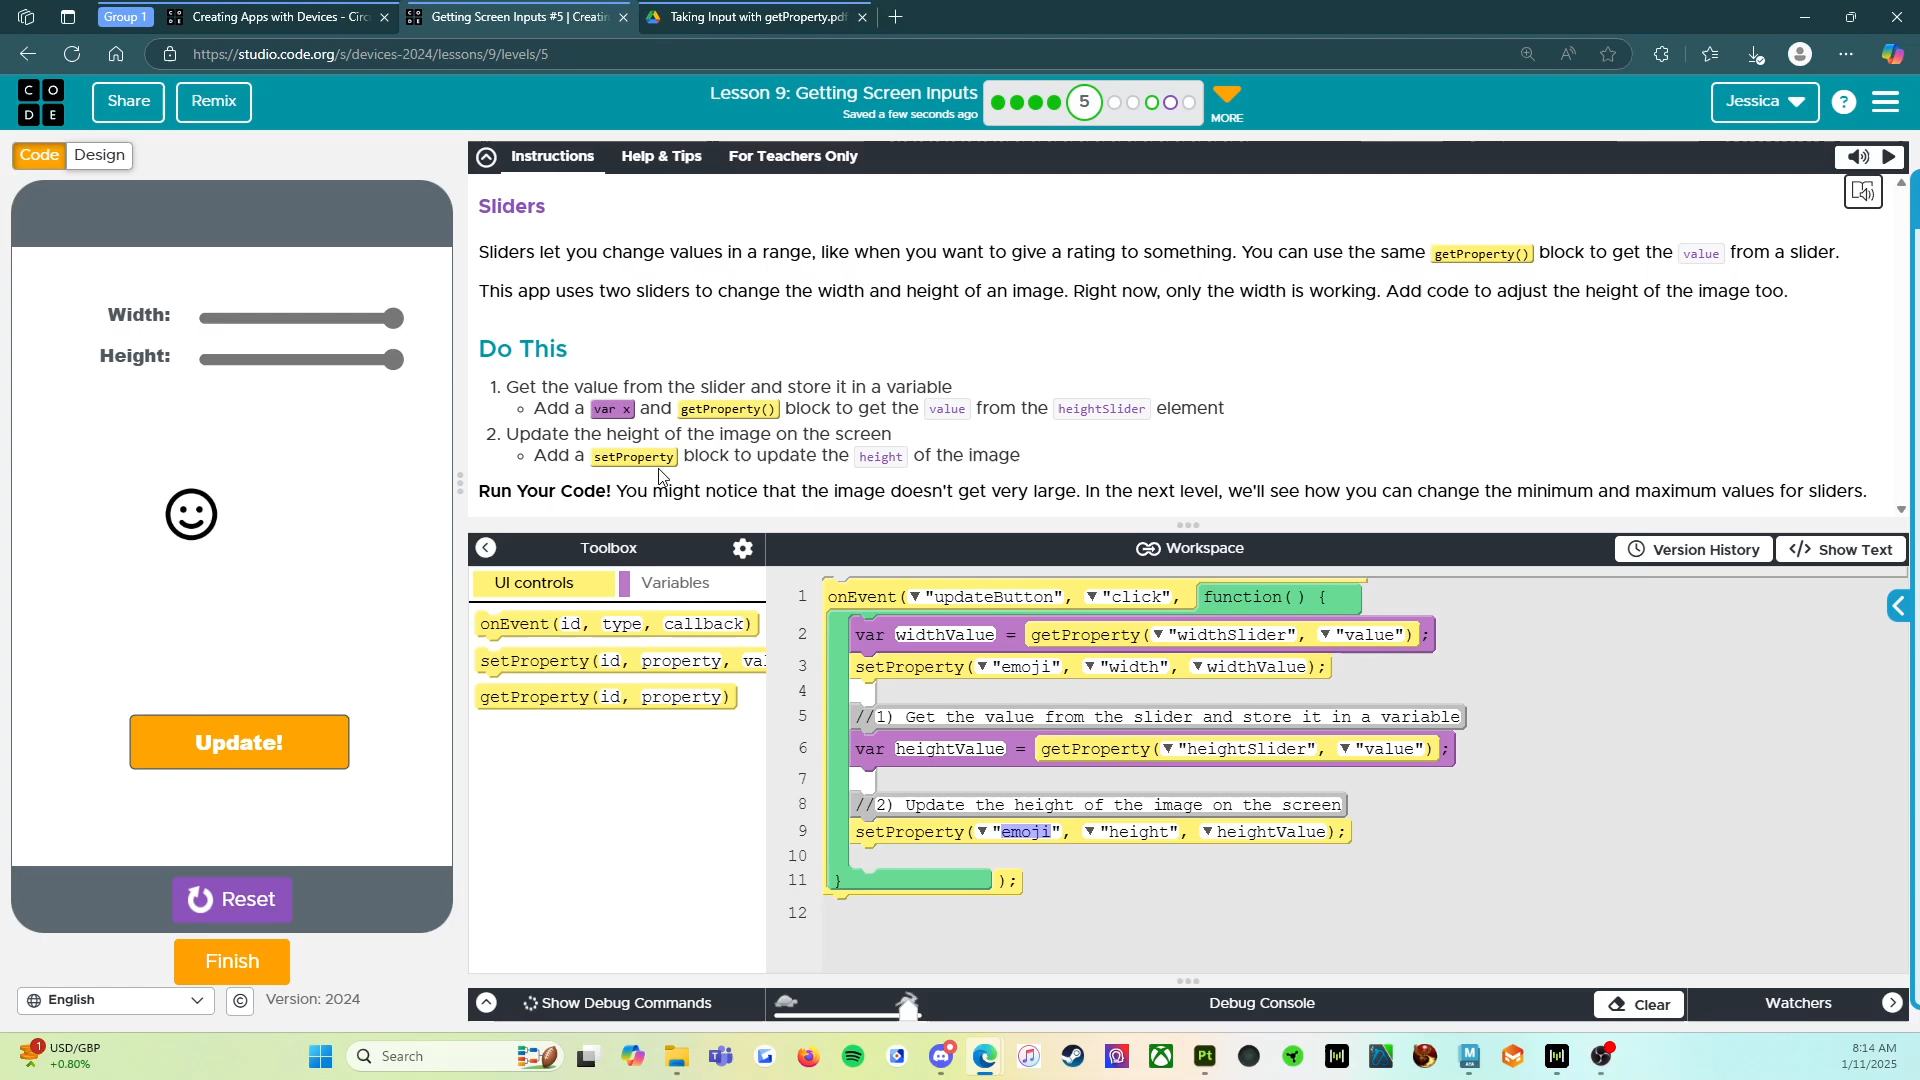 Group 1
Creating Apps with Devices - Circ
Getting Screen Inputs #5 | Creatin
Taking Input with getProperty.pdf
https://studio.code.org/s/devices-2024/lessons/9/levels/5
C O
D E
Share
Remix
Lesson 9: Getting Screen Inputs
Saved a few seconds ago
5
MORE
Jessica
?
Code
Design
Instructions
Help & Tips
For Teachers Only
Width:
Height:
Update!
Reset
Finish
English
©
Version: 2024
Sliders
Sliders let you change values in a range, like when you want to give a rating to something. You can use the same getProperty() block to get the value from a slider.
This app uses two sliders to change the width and height of an image. Right now, only the width is working. Add code to adjust the height of the image too.
Do This
1. Get the value from the slider and store it in a variable
Add a var x and getProperty() block to get the value from the heightSlider element
2. Update the height of the image on the screen
Add a setProperty block to update the height of the image
Run Your Code! You might notice that the image doesn't get very large. In the next level, we'll see how you can change the minimum and maximum values for sliders.
Toolbox
Workspace
Version History
</> Show Text
UI controls
Variables
onEvent(id, type, callback)
setProperty(id, property, val
getProperty(id, property)
1 onEvent(▼"updateButton", ▼"click", function() {
2 var widthValue = getProperty(▼"widthSlider", ▼"value");
3 setProperty(▼"emoji", ▼"width", ▼widthValue);
4
5 //1) Get the value from the slider and store it in a variable
6 var heightValue = getProperty(▼"heightSlider", ▼"value");
7
8 //2) Update the height of the image on the screen
9 setProperty(▼"emoji", ▼"height", ▼heightValue);
10
11 } );
12
Show Debug Commands
Debug Console
Clear
Watchers
1
USD/GBP
+0.80%
Search
8:14 AM
1/11/2025